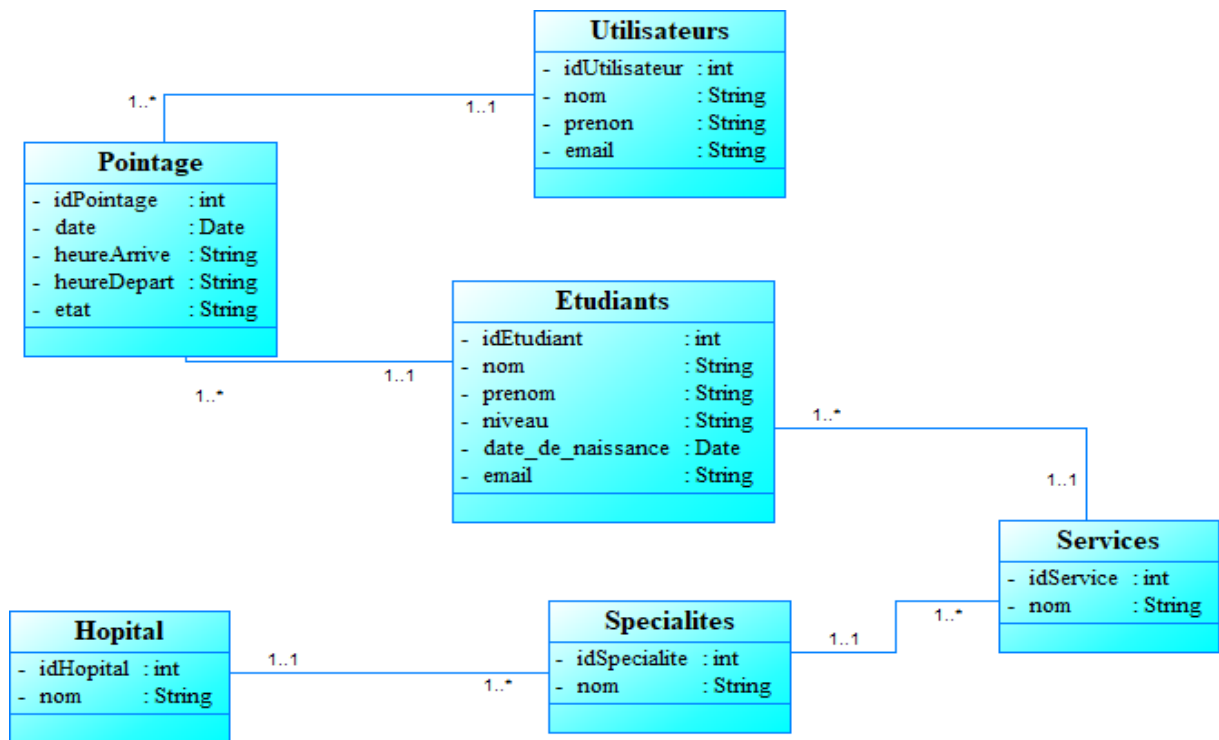 Utilisateurs
- idUtilisateur : int
- nom : String
- prenon : String
- email : String
1..*
1..1
Pointage
- idPointage : int
- date : Date
- heureArrive : String
- heureDepart : String
- etat : String
1..*
1..1
Etudiants
- idEtudiant : int
- nom : String
- prenom : String
- niveau : String
- date_de_naissance : Date
- email : String
1..*
1..1
Services
- idService : int
- nom : String
1..*
1..1
Specialites
- idSpecialite : int
- nom : String
1..*
1..1
Hopital
- idHopital : int
- nom : String